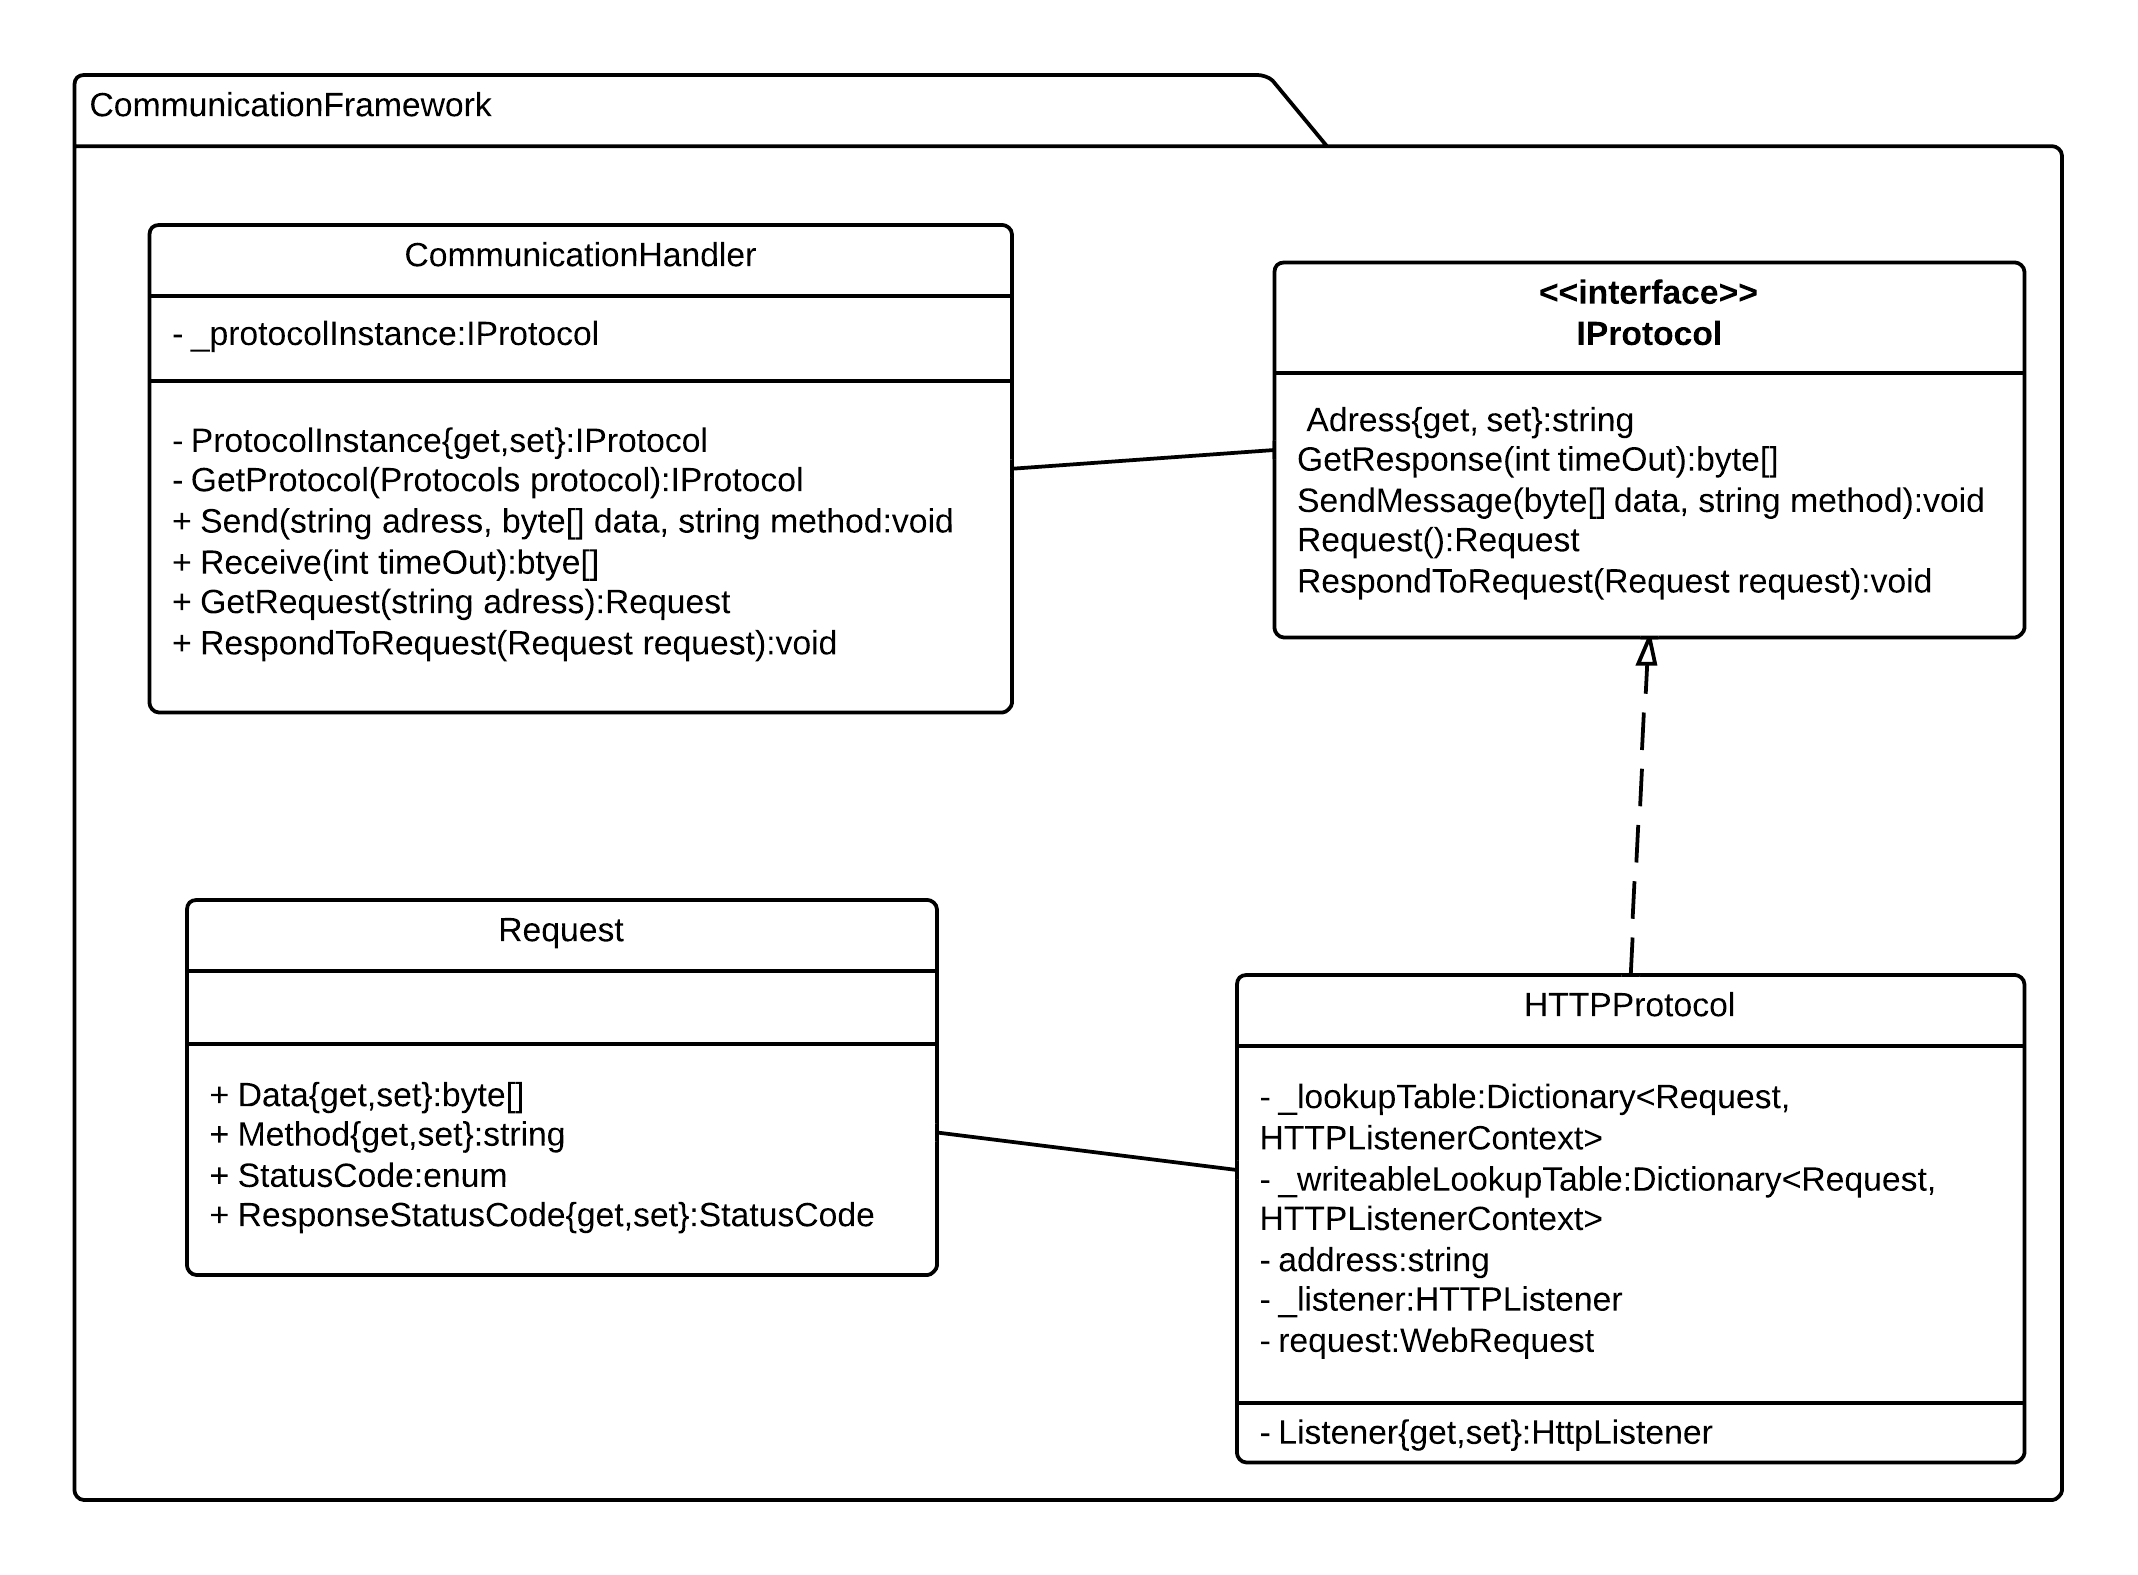 CommunicationFramework
CommunicationHandler
- _protocolInstance:IProtocol
- ProtocolInstance{get,set}:IProtocol
- GetProtocol(Protocols protocol):IProtocol
+ Send(string adress, byte[] data, string method:void
+ Receive(int timeOut):btye[]
+ GetRequest(string adress):Request
+ RespondToRequest(Request request):void
<<interface>>
IProtocol
Adress{get, set}:string
GetResponse(int timeOut):byte[]
SendMessage(byte[] data, string method):void
Request():Request
RespondToRequest(Request request):void
Request
+ Data{get,set}:byte[]
+ Method{get,set}:string
+ StatusCode:enum
+ ResponseStatusCode{get,set}:StatusCode
HTTPProtocol
- _lookupTable:Dictionary<Request,
HTTPListenerContext>
- _writeableLookupTable:Dictionary<Request,
HTTPListenerContext>
- address:string
- _listener:HTTPListener
- request:WebRequest
- Listener{get,set}:HttpListener